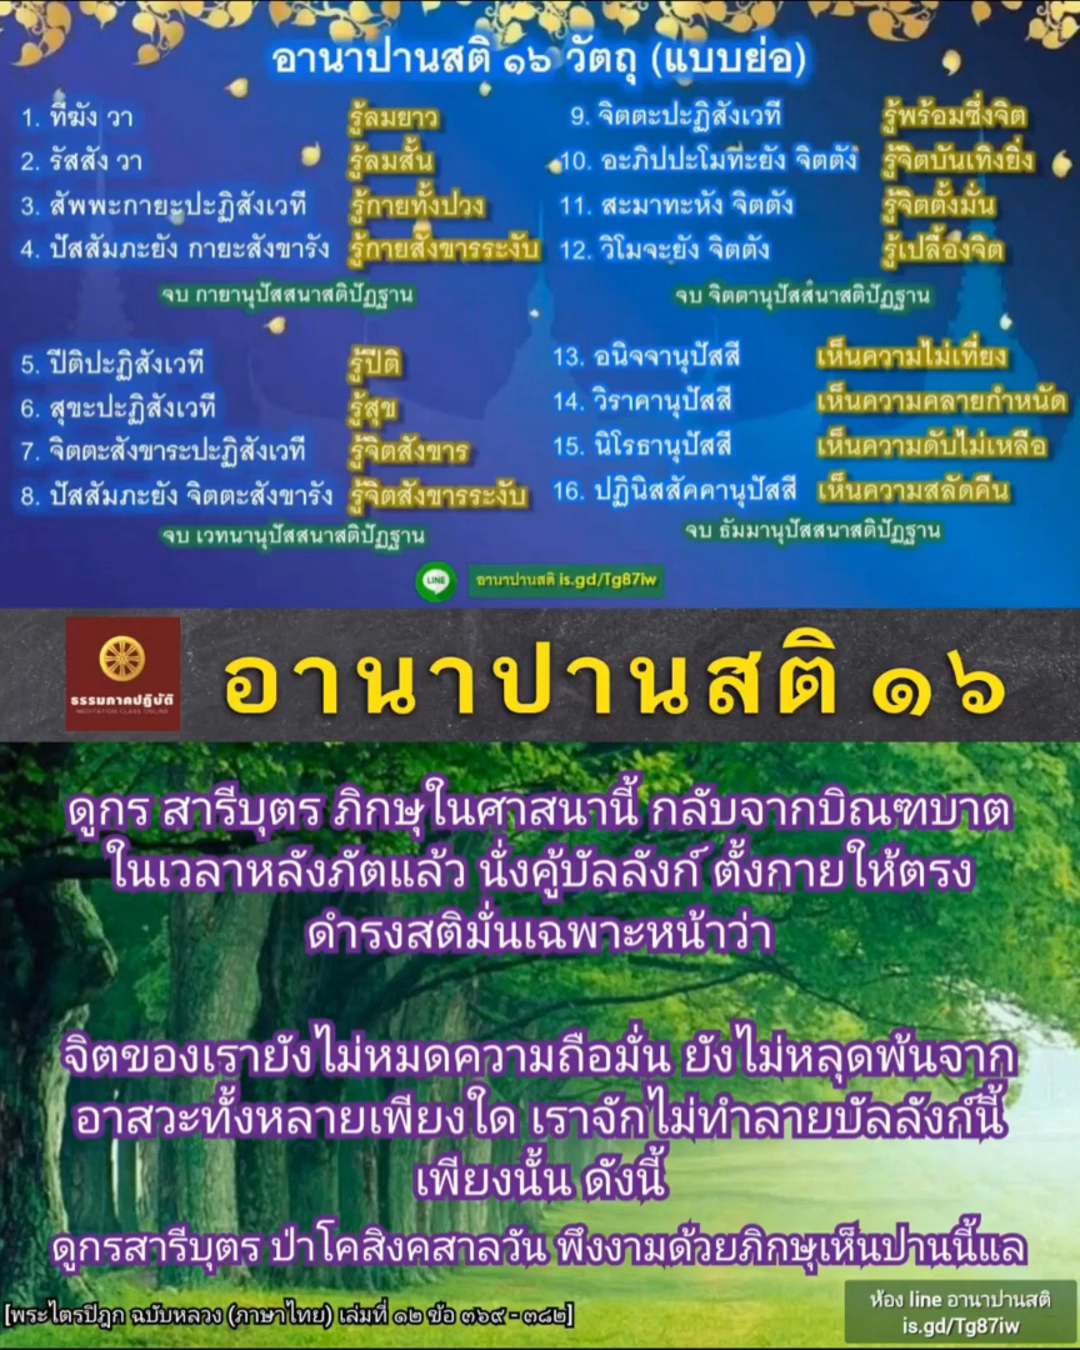 อานาปานสติ ๑๖ วัตถุ (แบบย่อ)
1. ทีฆัง วา รู้ลมยาว
2. รัสสัง วา รู้ลมสั้น
3. สัพพะกายะปะฏิสังเวที รู้กายทั้งปวง
4. ปัสสัมภะยัง กายะสังขารัง รู้กายสังขารระงับ
จบ กายานุปัสสนาสติปัฏฐาน
5. ปีติปะฏิสังเวที รู้ปีติ
6. สุขะปะฏิสังเวที รู้สุข
7. จิตตะสังขาระปะฏิสังเวที รู้จิตสังขาร
8. ปัสสัมภะยัง จิตตะสังขารัง รู้จิตสังขารระงับ
จบ เวทนานุปัสสนาสติปัฏฐาน
9. จิตตะปะฏิสังเวที รู้พร้อมซึ่งจิต
10. อะภิปปะโมทะยัง จิตตัง รู้จิตบันเทิงยิ่ง
11. สะมาทะหัง จิตตัง รู้จิตตั้งมั่น
12. วิโมจะยัง จิตตัง รู้เปลื้องจิต
จบ จิตตานุปัสสนาสติปัฏฐาน
13. อนิจจานุปัสสี เห็นความไม่เที่ยง
14. วิราคานุปัสสี เห็นความคลายกำหนัด
15. นิโรธานุปัสสี เห็นความดับไม่เหลือ
16. ปฏินิสสัคคานุปัสสี เห็นความสลัดคืน
จบ ธัมมานุปัสสนาสติปัฏฐาน
LINE อานาปานสติ is.gd/Tg87iw
ธรรมภาคปฏิบัติ
MEDITATION CLASS ONLINE
อานาปานสติ ๑๖
ดูกร สารีบุตร ภิกษุในศาสนานี้ กลับจากบิณฑบาต
ในเวลาหลังภัตแล้ว นั่งคู้บัลลังก์ ตั้งกายให้ตรง
ดำรงสติมั่นเฉพาะหน้าว่า
จิตของเรายังไม่หมดความถือมั่น ยังไม่หลุดพ้นจาก
อาสวะทั้งหลายเพียงใด เราจักไม่ทำลายบัลลังก์นี้
เพียงนั้น ดังนี้
ดูกรสารีบุตร ป่าโคสิงคสาลวัน พึงงามด้วยภิกษุเห็นปานนี้แล
[พระไตรปิฎก ฉบับหลวง (ภาษาไทย) เล่มที่ ๑๒ ข้อ ๓๖๙ - ๓๘๒]
ห้อง line อานาปานสติ
is.gd/Tg87iw